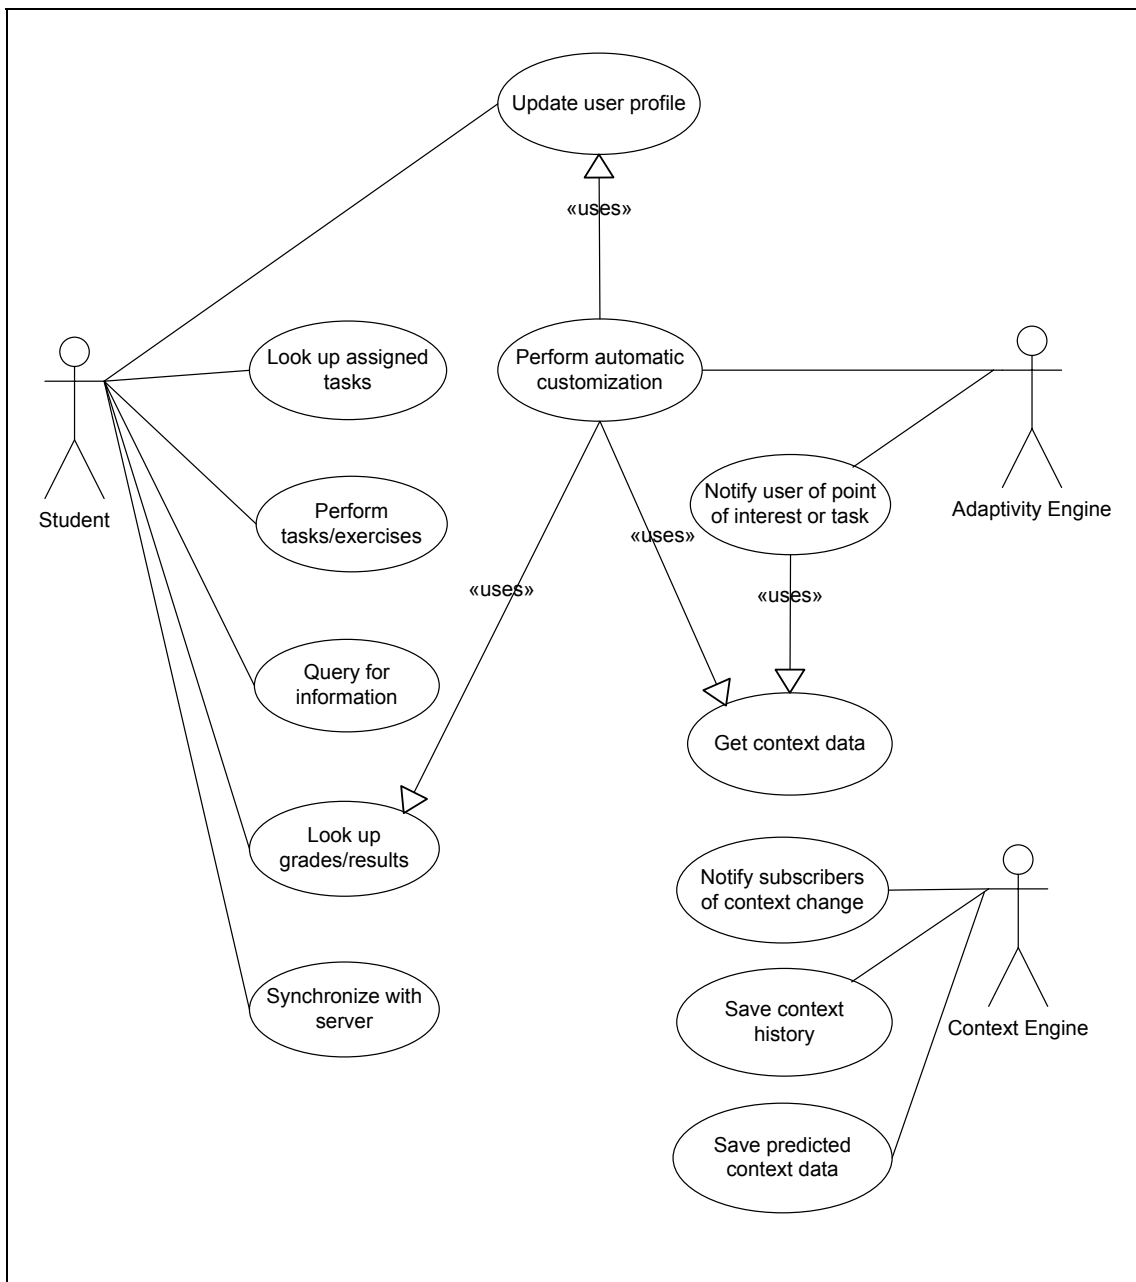 Update user profile
«uses»
Look up assigned
tasks
Perform automatic
customization
Student
Perform
tasks/exercises
Notify user of point
of interest or task
Adaptivity Engine
«uses»
«uses»
«uses»
Query for
information
Get context data
Look up
grades/results
Notify subscribers
of context change
Synchronize with
server
Save context
history
Context Engine
Save predicted
context data